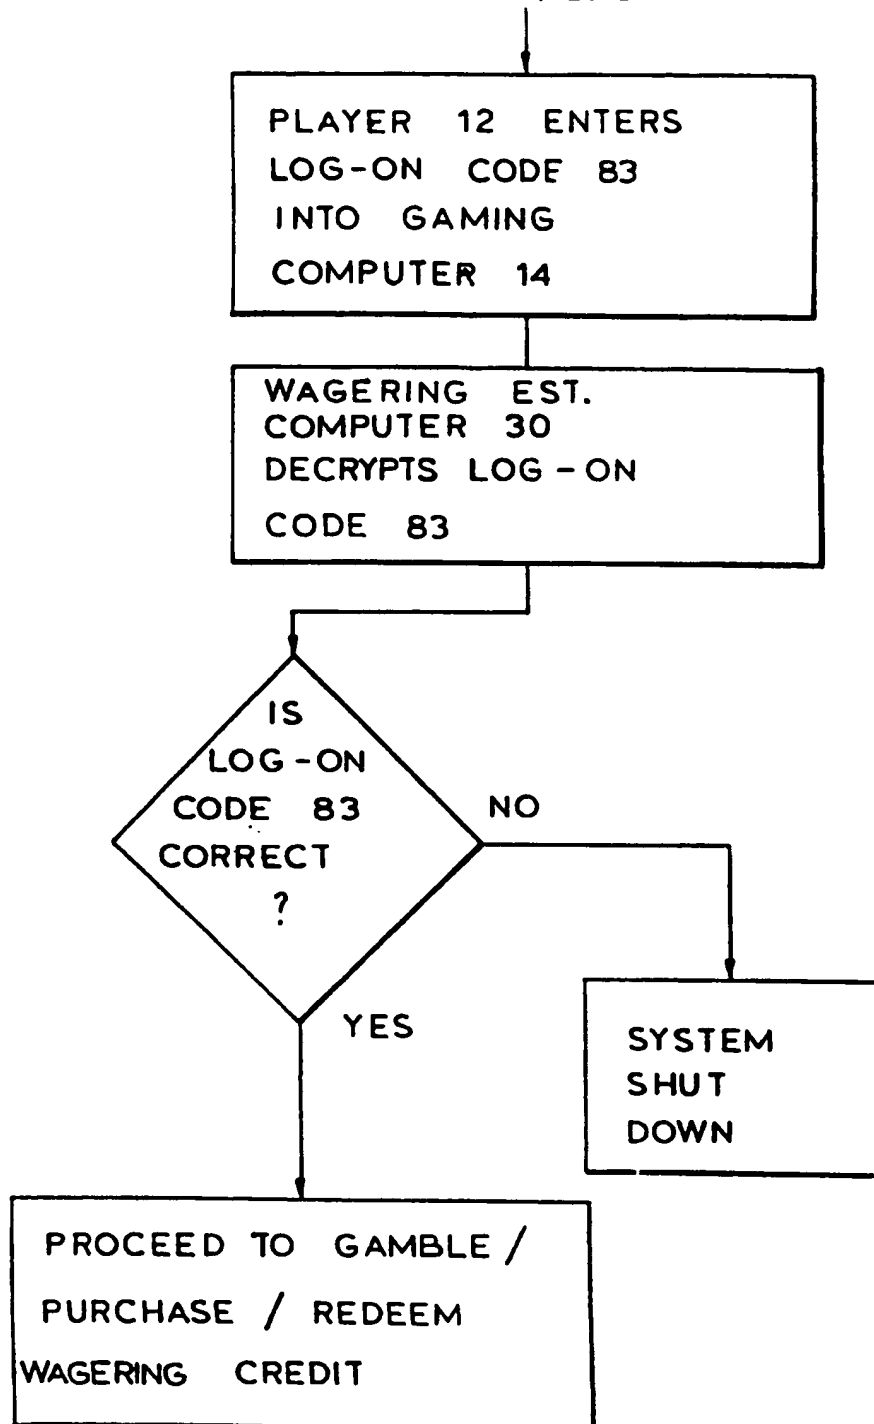 PLAYER 12 ENTERS
LOG-ON CODE 83
INTO GAMING
COMPUTER 14
WAGERING EST.
COMPUTER 30
DECRYPTS LOG-ON
CODE 83
IS
LOG-ON
CODE 83
CORRECT
?
NO
YES
SYSTEM
SHUT
DOWN
PROCEED TO GAMBLE /
PURCHASE / REDEEM
WAGERING CREDIT